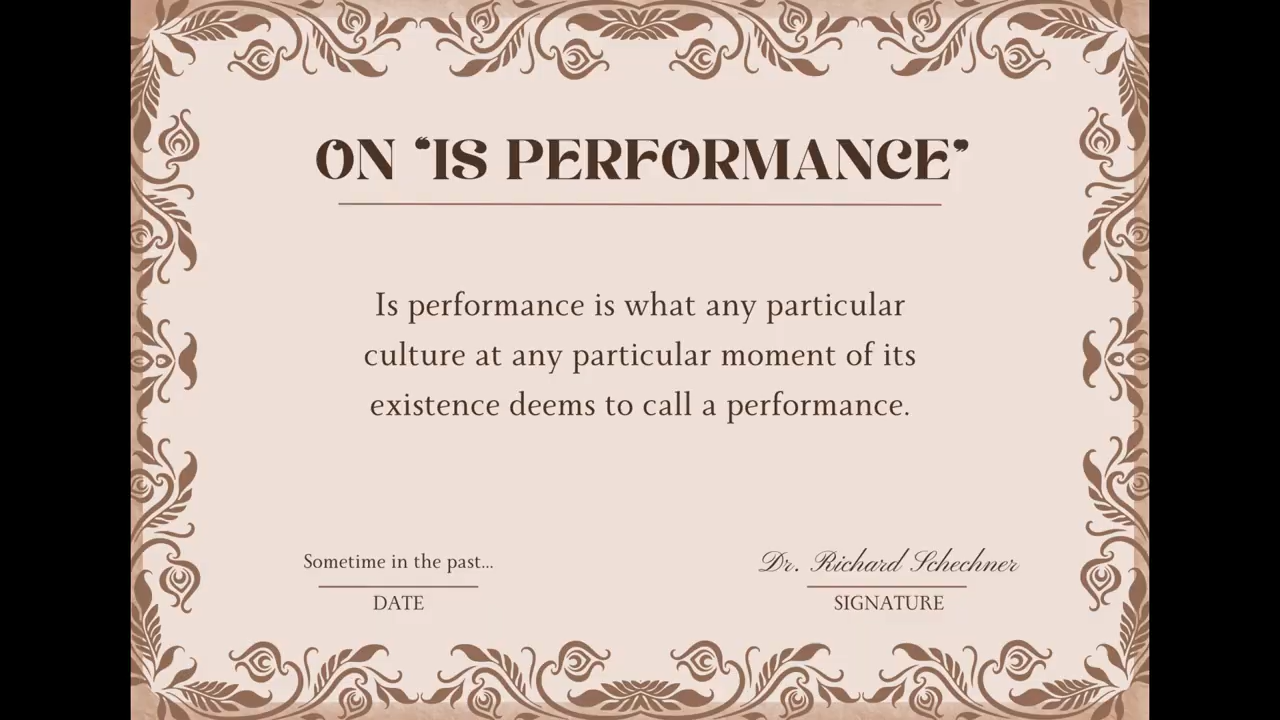 ON “IS PERFORMANCE”
Is performance is what any particular
culture at any particular moment of its
existence deems to call a performance.
Sometime in the past...
DATE
Dr. Richard Schechner
SIGNATURE